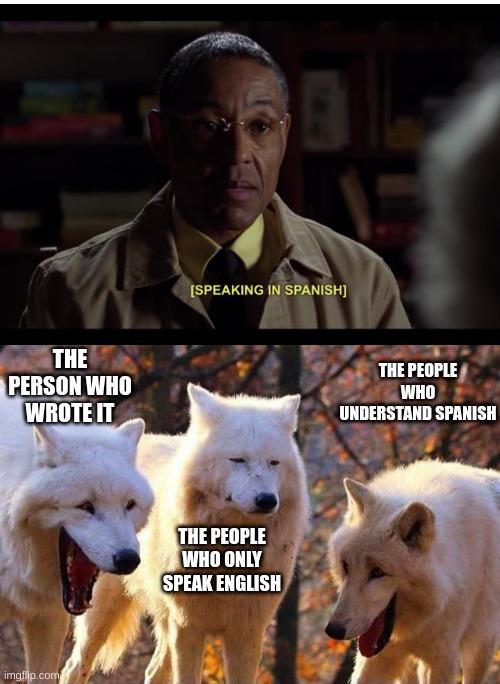 [SPEAKING IN SPANISH]
THE
PERSON WHO
WROTE IT
THE PEOPLE
WHO
UNDERSTAND SPANISH
THE PEOPLE
WHO ONLY
SPEAK ENGLISH
imgflip.com